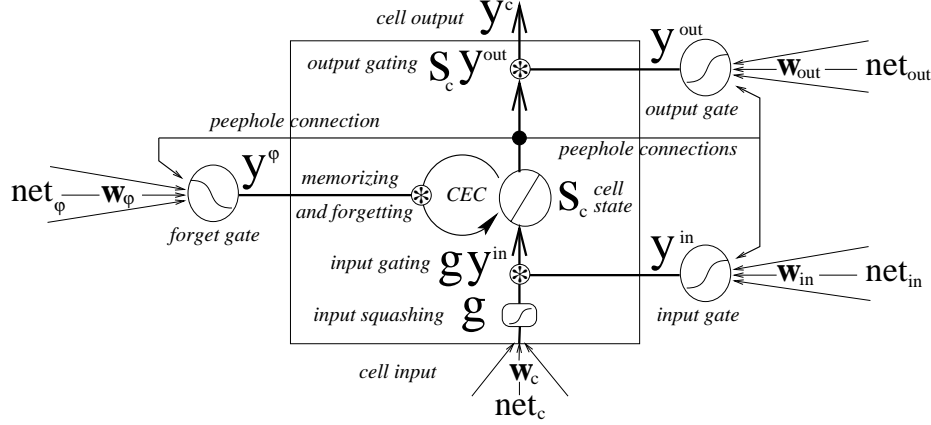 cell output y^c
output gating S_c y^out
y^out
w_out net_out
output gate
peephole connection
peephole connections
y^φ
net_φ w_φ
forget gate
memorizing
and forgetting
CEC
S_c cell
state
input gating g y^in
y^in
w_in net_in
input gate
input squashing g
cell input
w_c
net_c